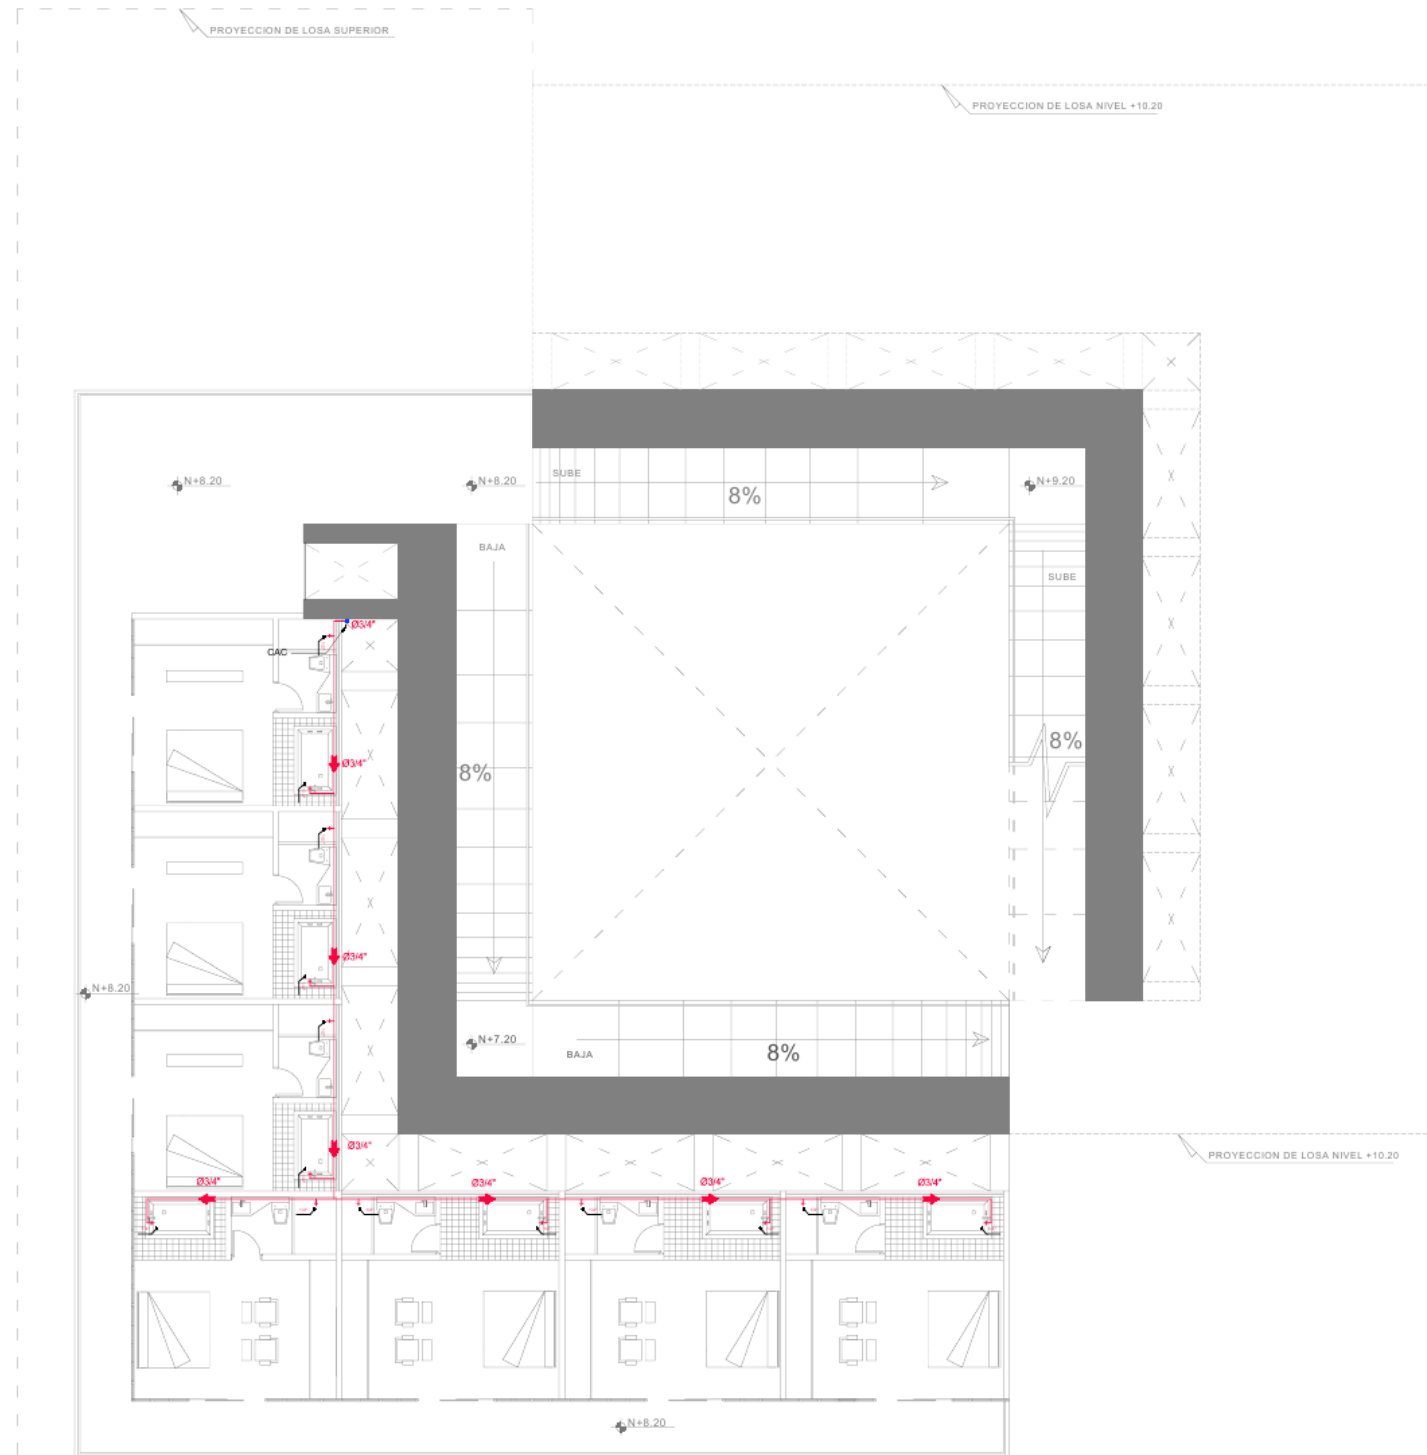 PROYECCION DE LOSA SUPERIOR
PROYECCION DE LOSA NIVEL +10.20
SUBE
N+8.20
N+8.20
8%
N+9.20
BAJA
SUBE
Ø3/4"
CAC
8%
Ø3/4"
8%
Ø3/4"
N+8.20
N+7.20
BAJA
8%
Ø3/4"
PROYECCION DE LOSA NIVEL +10.20
Ø3/4"
Ø3/4"
Ø3/4"
Ø3/4"
N+8.20